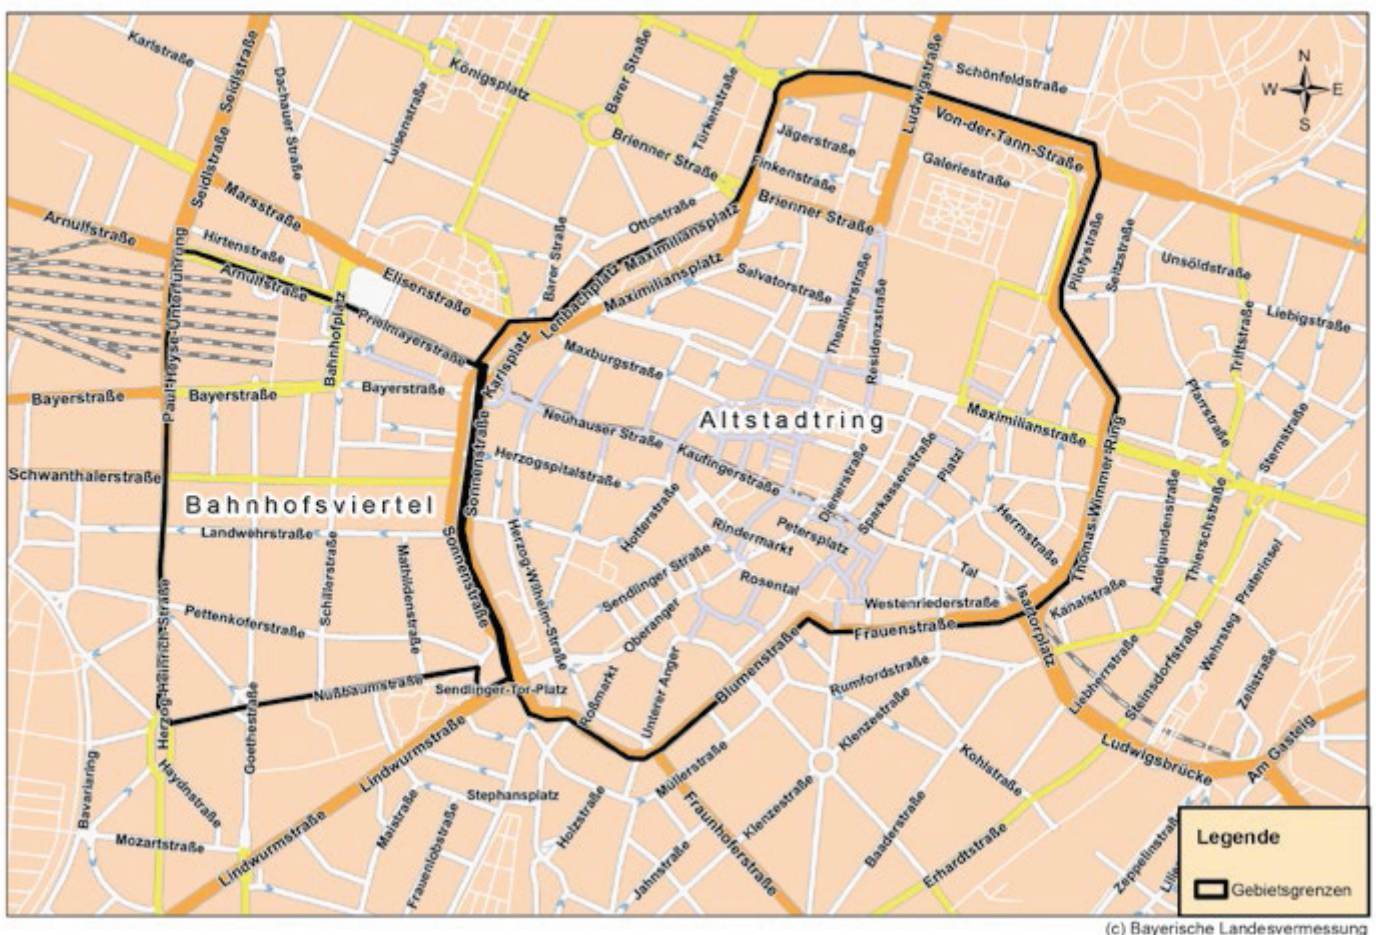 Karlstraße
Seidlstraße
Dachauer Straße
Luisenstraße
Königsplatz
Barer Straße
Türkenstraße
Ludwigstraße
Schönfeldstraße
N
W
E
S
Von-der-Tann-Straße
Jägerstraße
Finkenstraße
Galeriestraße
Brienner Straße
Brienner Straße
Seidlstraße
Marsstraße
Arnulfstraße
Hirtenstraße
Arnulfstraße
Ottostraße
Maximiliansplatz
Maximiliansplatz
Barer Straße
Lenbachplatz
Elisenstraße
Prielmayerstraße
Bahnhofplatz
Paul-Heyse-Unterführung
Salvatorstraße
Theatinerstraße
Residenzstraße
Pilotystraße
Seitzstraße
Unsöldstraße
Liebigstraße
Triftstraße
Maxburgstraße
Karlsplatz
Bayerstraße
Bayerstraße
Bayerstraße
Neuhauser Straße
Altstadtring
Maximilianstraße
Pfarrstraße
Sternstraße
Schwanthalerstraße
Sonnenstraße
Herzogspitalstraße
Kaufingerstraße
Dienerstraße
Sparkassenstraße
Platzl
Thomas-Wimmer-Ring
Bahnhofsviertel
Landwehrstraße
Hotterstraße
Rindermarkt
Petersplatz
Herrnstraße
Adelgundenstraße
Thierschstraße
Praterinsel
Sonnenstraße
Herzog-Wilhelm-Straße
Schillerstraße
Mathildenstraße
Sendlinger Straße
Rosental
Tal
Isartorplatz
Kanalstraße
Westenriederstraße
Frauenstraße
Pettenkoferstraße
Herzog-Heinrich-Straße
Oberanger
Blumenstraße
Rumfordstraße
Liebherrstraße
Steinsdorfstraße
Wehrsteg
Zellstraße
Nußbaumstraße
Sendlinger-Tor-Platz
Roßmarkt
Unterer Anger
Klenzestraße
Goethestraße
Lindwurmstraße
Müllerstraße
Kohlstraße
Ludwigsbrücke
Am Gasteig
Bavariaring
Haydnstraße
Mozartstraße
Lindwurmstraße
Maistraße
Frauenlobstraße
Stephansplatz
Holzstraße
Jahnstraße
Fraunhoferstraße
Klenzestraße
Baaderstraße
Erhardtstraße
Zeppelinstraße
Legende
Gebietsgrenzen
(c) Bayerische Landesvermessung